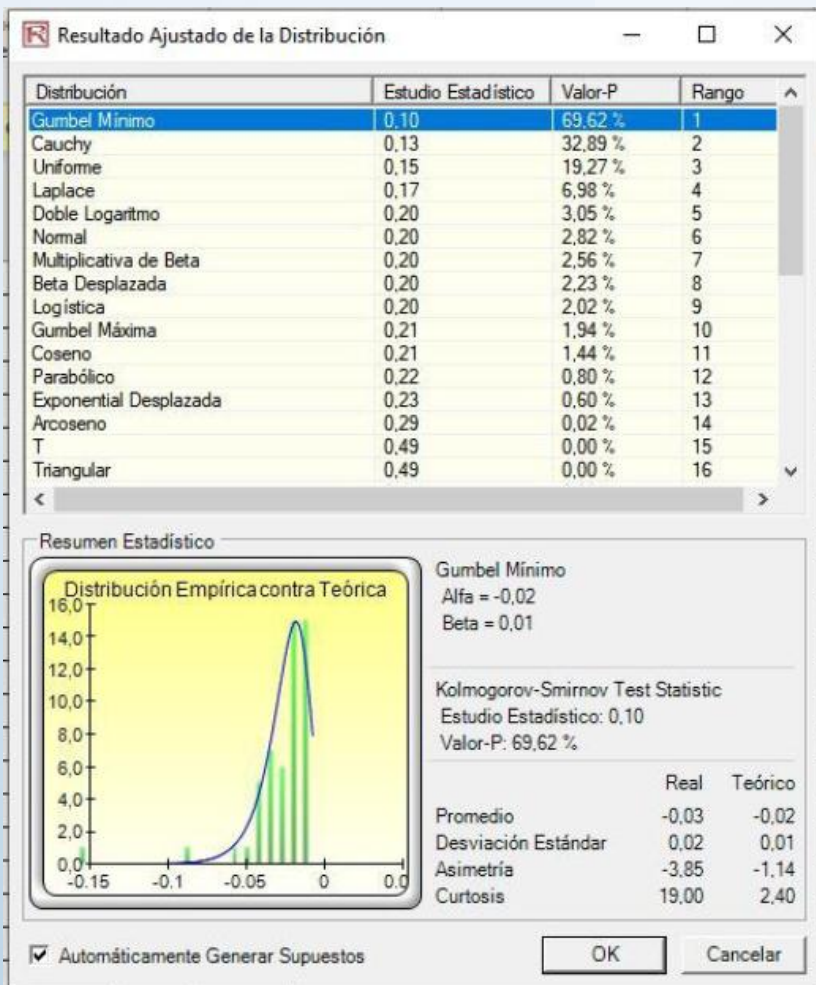 Resultado Ajustado de la Distribución
Distribución Estudio Estadístico Valor-P Rango
Gumbel Mínimo 0,10 69,62 % 1
Cauchy 0,13 32,89 % 2
Uniforme 0,15 19,27 % 3
Laplace 0,17 6,98 % 4
Doble Logaritmo 0,20 3,05 % 5
Normal 0,20 2,82 % 6
Multiplicativa de Beta 0,20 2,56 % 7
Beta Desplazada 0,20 2,23 % 8
Logística 0,20 2,02 % 9
Gumbel Máxima 0,21 1,94 % 10
Coseno 0,21 1,44 % 11
Parabólico 0,22 0,80 % 12
Exponential Desplazada 0,23 0,60 % 13
Arcoseno 0,29 0,02 % 14
T 0,49 0,00 % 15
Triangular 0,49 0,00 % 16
Resumen Estadístico
Distribución Empírica contra Teórica
16,0
14,0
12,0
10,0
8,0
6,0
4,0
2,0
0,0
-0.15 -0.1 -0.05 0 0.0
Gumbel Mínimo
Alfa = -0,02
Beta = 0,01
Kolmogorov-Smirnov Test Statistic
Estudio Estadístico: 0,10
Valor-P: 69,62 %
Real Teórico
Promedio -0,03 -0,02
Desviación Estándar 0,02 0,01
Asimetría -3,85 -1,14
Curtosis 19,00 2,40
Automáticamente Generar Supuestos
OK Cancelar